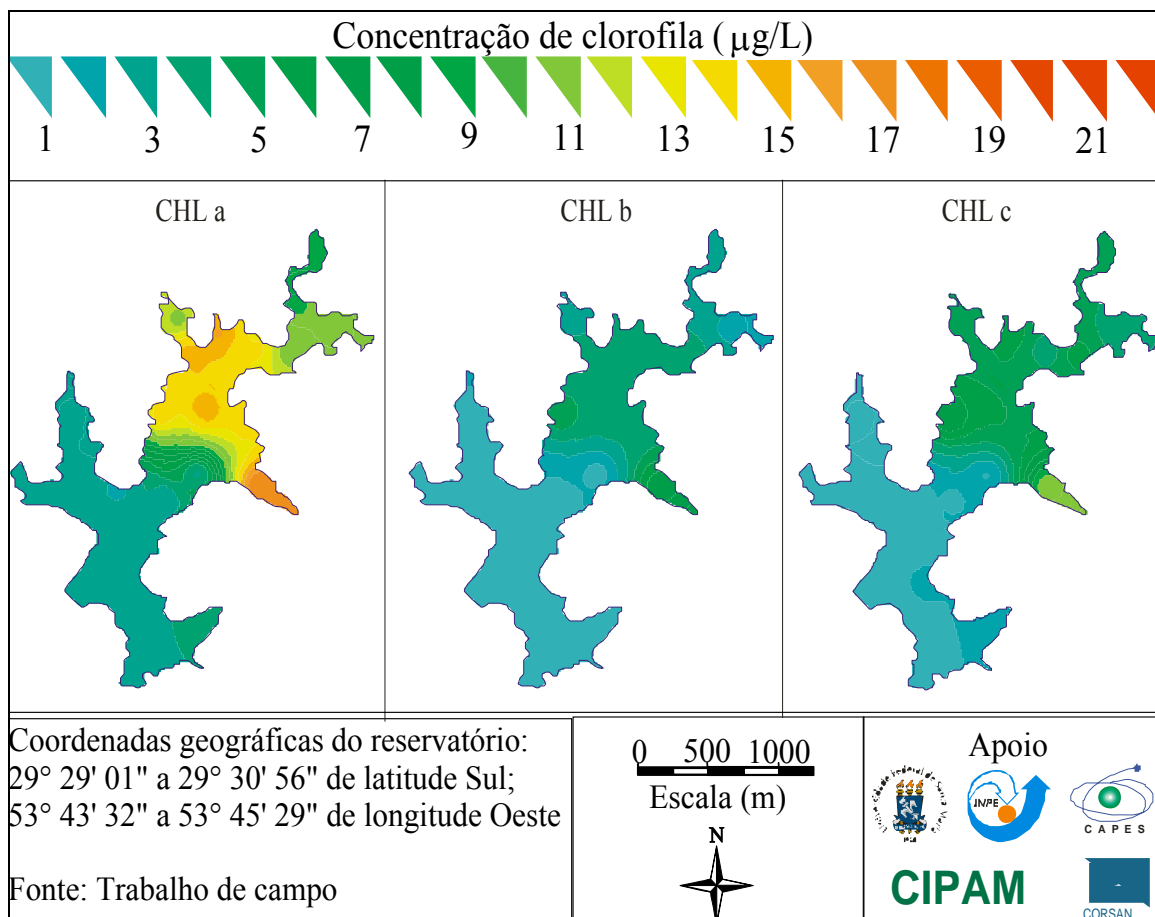 Concentração de clorofila ( µg/L)
1 3 5 7 9 11 13 15 17 19 21
CHL a
CHL b
CHL c
Coordenadas geográficas do reservatório:
29° 29' 01" a 29° 30' 56" de latitude Sul;
53° 43' 32" a 53° 45' 29" de longitude Oeste
Fonte: Trabalho de campo
0 500 1000
Escala (m)
N
Apoio
INPE
CAPES
CIPAM
CORSAN